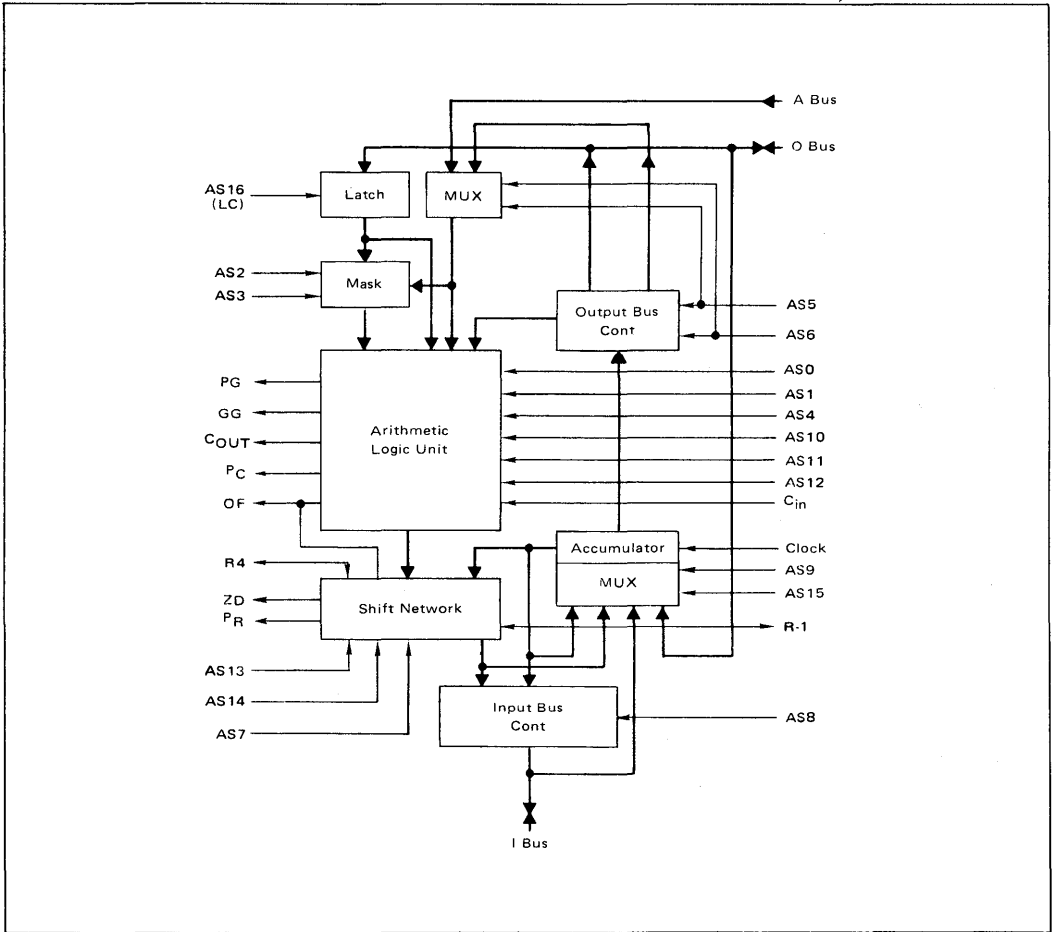 A Bus
O Bus
AS16
(LC)
Latch
MUX
AS2
AS3
Mask
Output Bus
Cont
AS5
AS6
AS0
AS1
AS4
AS10
AS11
AS12
Cin
PG
GG
COUT
PC
OF
Arithmetic
Logic Unit
R4
ZD
PR
Shift Network
Accumulator
MUX
Clock
AS9
AS15
R-1
AS13
AS14
AS7
Input Bus
Cont
AS8
I Bus